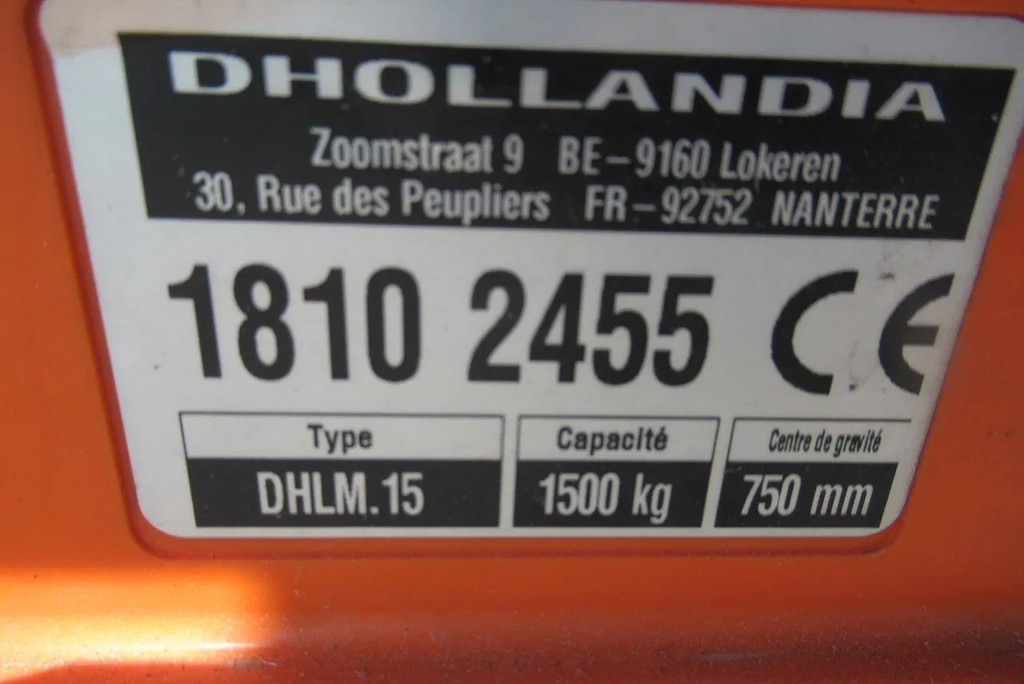 DHOLLANDIA
Zoomstraat 9 BE-9160 Lokeren
30, Rue des Peupliers FR-92752 NANTERRE
1810 2455 CE
Type Capacité Centre de gravité
DHLM.15 1500 kg 750 mm